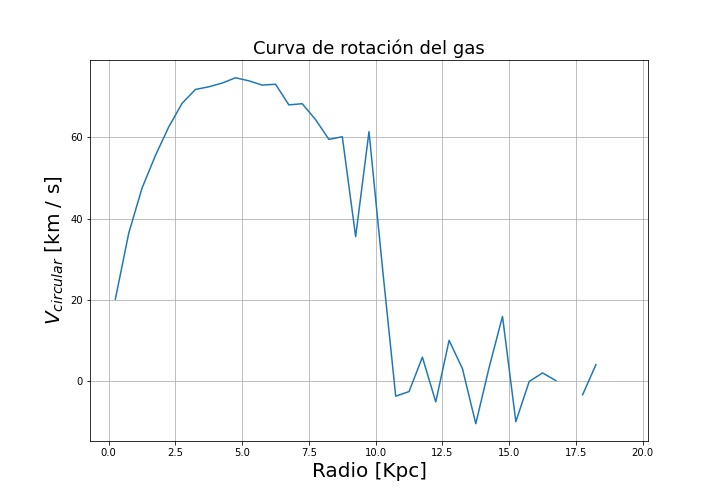 Curva de rotación del gas
V_circular [km / s]
60
40
20
0
0.0 2.5 5.0 7.5 10.0 12.5 15.0 17.5 20.0
Radio [Kpc]